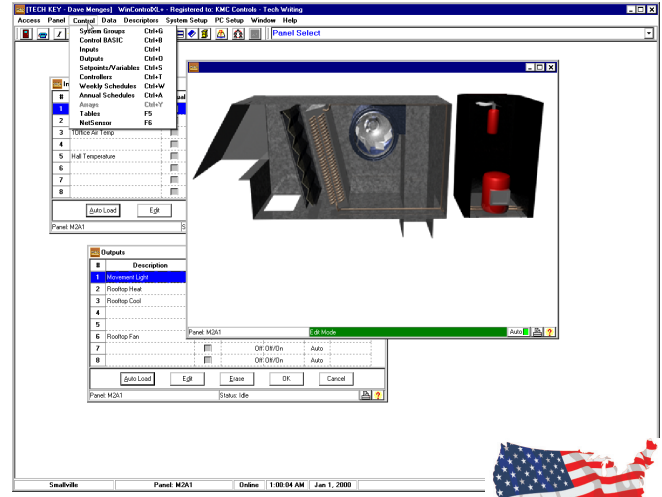 [TECH KEY - Dave Menges] WinControlXL+ - Registered to: KMC Controls - Tech Writing
Access Panel Control Data Descriptors System Setup PC Setup Window Help
Panel Select
System Groups Ctrl+G
Control BASIC Ctrl+B
Inputs Ctrl+I
Outputs Ctrl+O
Setpoints/Variables Ctrl+S
Controllers Ctrl+T
Weekly Schedules Ctrl+W
Annual Schedules Ctrl+A
Arrays Ctrl+Y
Tables F5
NetSensor F6
In
#
1
2
3 1Office Air Temp
4
5 Hall Temperature
6
7
8
Auto Load Edit
Panel: M2A1 S
Outputs
# Description
1 Movement Light
2 Rooftop Heat
3 Rooftop Cool
4
5
6 Rooftop Fan
7 Off Off/On Auto
8 Off Off/On Auto
Auto Load Edit Erase OK Cancel
Panel: M2A1 Status: Idle
Panel: M2A1 Edit Mode Auto
Smallville Panel: M2A1 Online 1:00:04 AM Jan 1, 2000